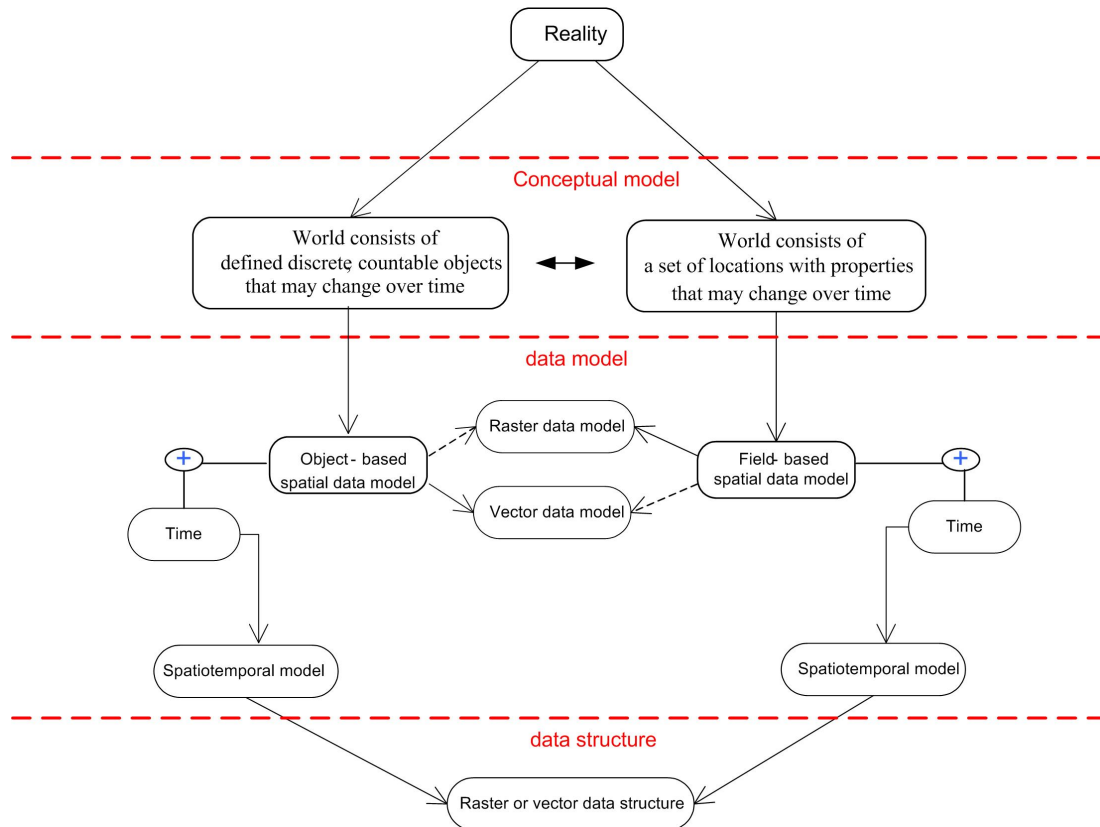 Reality
Conceptual model
World consists of
defined discrete countable objects
that may change over time
World consists of
a set of locations with properties
that may change over time
data model
Raster data model
Object - based
spatial data model
Field- based
spatial data model
+
+
Vector data model
Time
Time
Spatiotemporal model
Spatiotemporal model
data structure
Raster or vector data structure